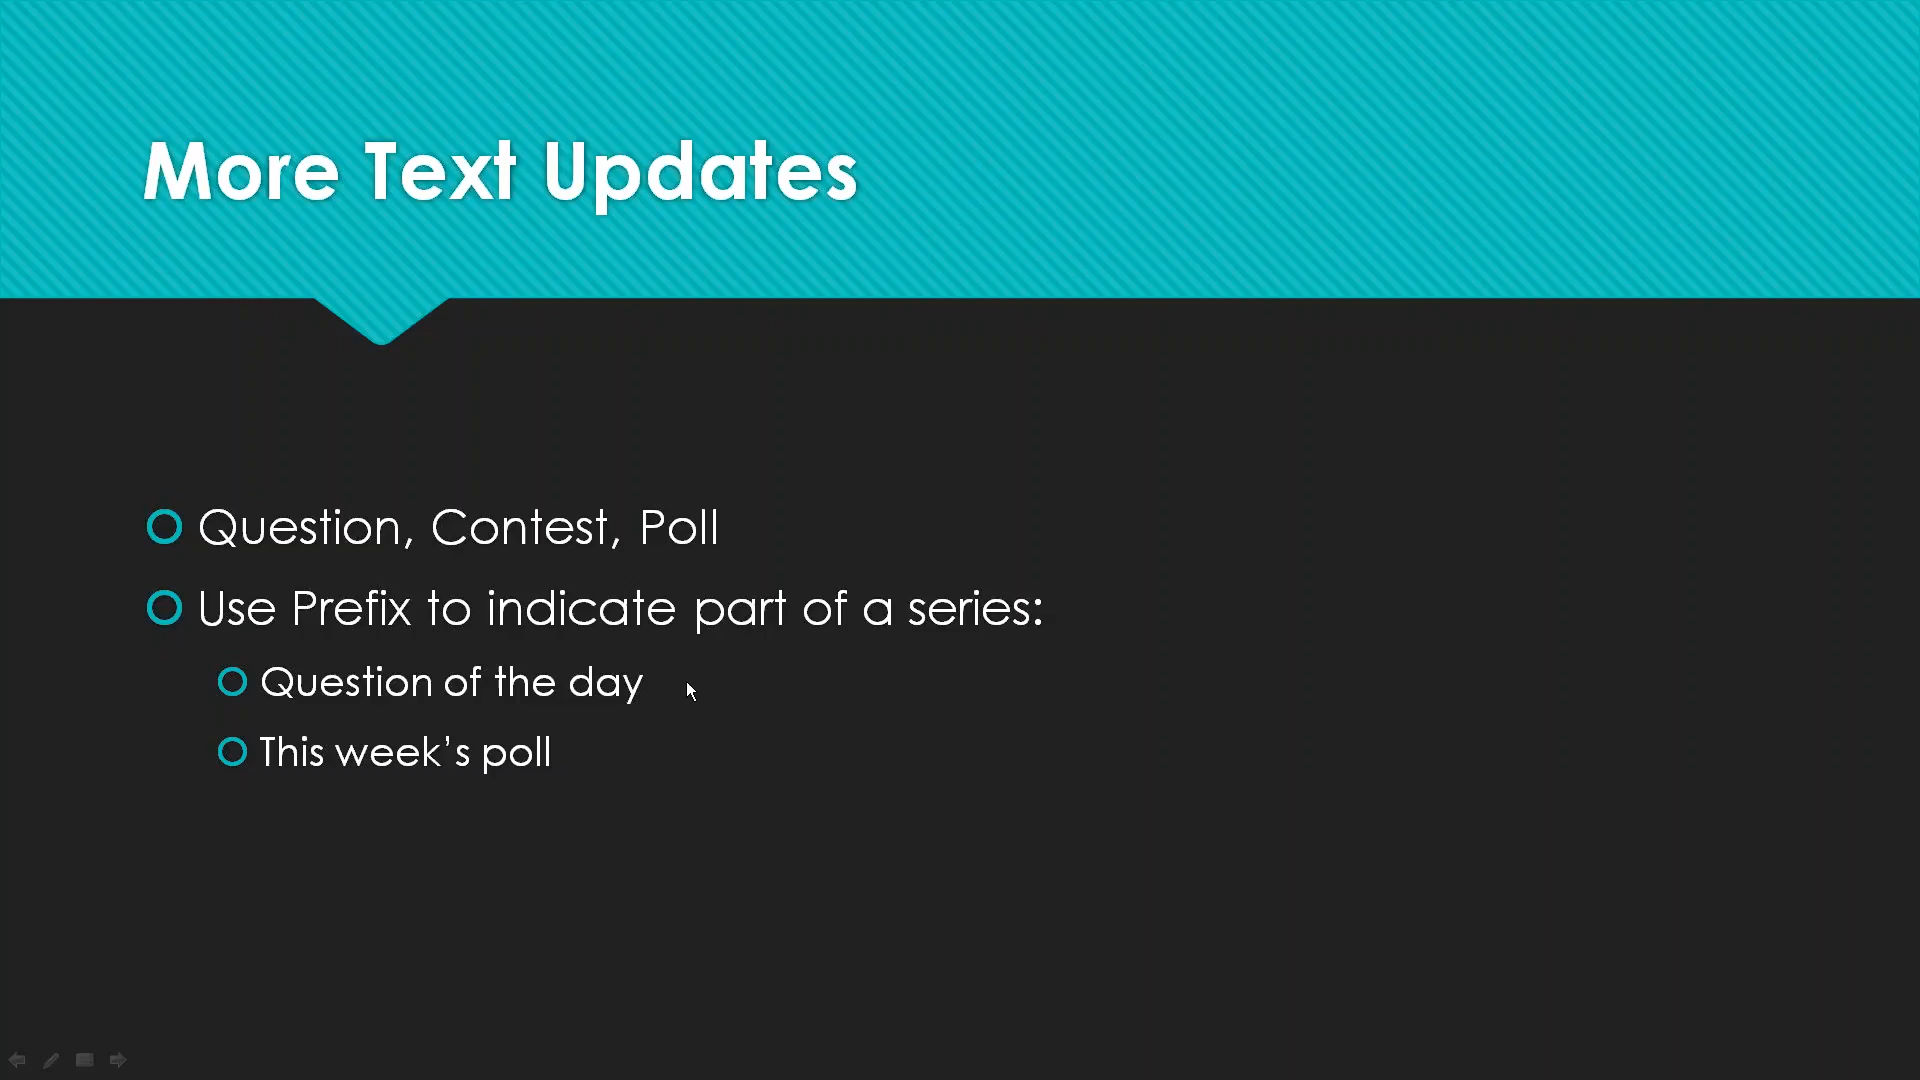 More Text Updates
Question, Contest, Poll
Use Prefix to indicate part of a series:
Question of the day
This week’s poll